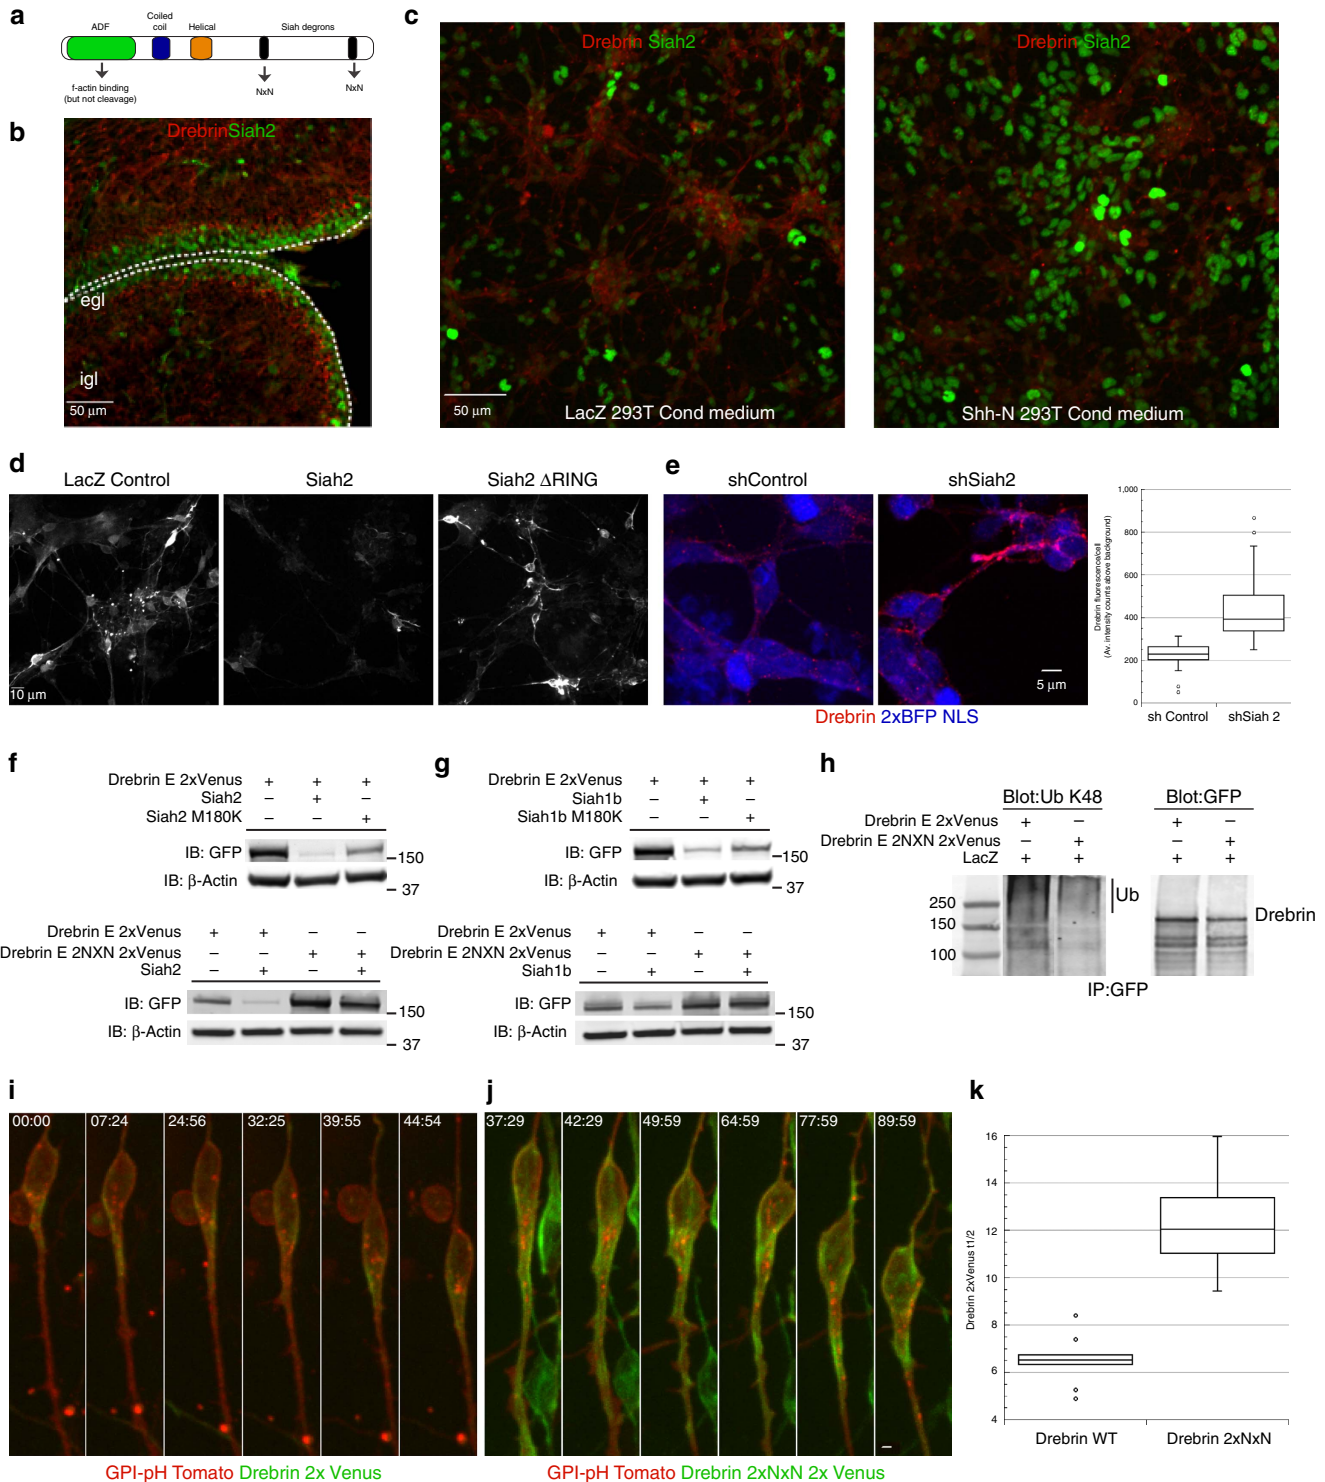 a
ADF
Coiled
coil
Helical
Siah degrons
f-actin binding
(but not cleavage)
NxN
NxN
b
DrebrinSiah2
egl
igl
50 μm
c
Drebrin Siah2
50 μm
LacZ 293T Cond medium
Drebrin Siah2
Shh-N 293T Cond medium
d
LacZ Control
Siah2
Siah2 ΔRING
10 μm
e
shControl
shSiah2
5 μm
Drebrin 2xBFP NLS
Drebrin fluorescence/cell
(Av. intensity counts above background)
1,000
800
600
400
200
0
sh Control
shSiah 2
f
Drebrin E 2xVenus + + +
Siah2 – + –
Siah2 M180K – – +
IB: GFP
150
IB: β-Actin
37
Drebrin E 2xVenus + + – –
Drebrin E 2NXN 2xVenus – – + +
Siah2 – + – +
IB: GFP
150
IB: β-Actin
37
g
Drebrin E 2xVenus + + +
Siah1b – + –
Siah1b M180K – – +
IB: GFP
150
IB: β-Actin
37
Drebrin E 2xVenus + + – –
Drebrin E 2NXN 2xVenus – – + +
Siah1b – + – +
IB: GFP
150
IB: β-Actin
37
h
Blot:Ub K48
Blot:GFP
Drebrin E 2xVenus + – + –
Drebrin E 2NXN 2xVenus – + – +
LacZ + + + +
250
150
100
Ub
Drebrin
IP:GFP
i
00:00
07:24
24:56
32:25
39:55
44:54
GPI-pH Tomato Drebrin 2x Venus
j
37:29
42:29
49:59
64:59
77:59
89:59
GPI-pH Tomato Drebrin 2xNxN 2x Venus
k
Drebrin 2xVenus t1/2
16
14
12
10
8
6
4
Drebrin WT
Drebrin 2xNxN